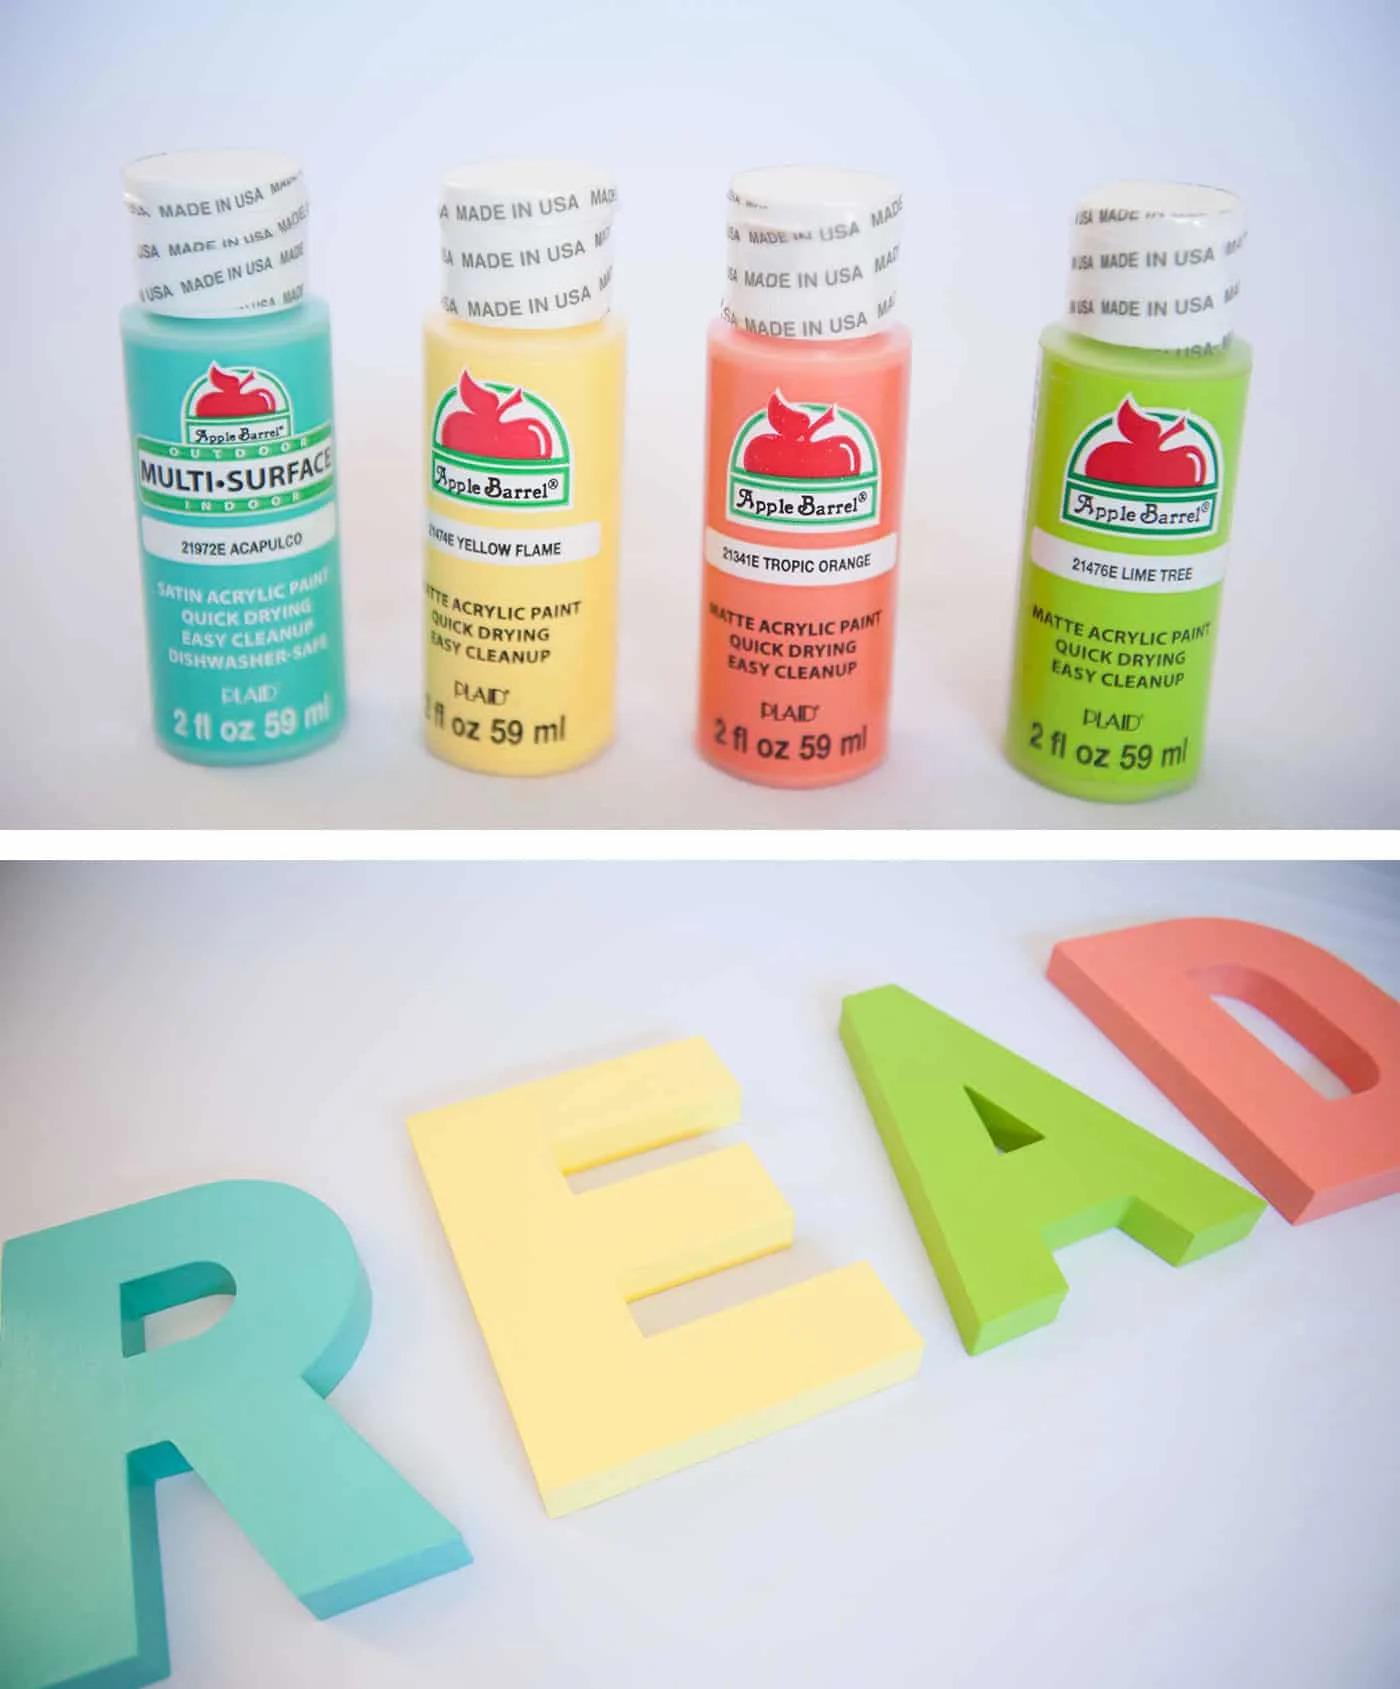 MADE IN USA
MADE IN USA
MADE IN USA
Apple Barrel®
OUTDOOR
MULTI•SURFACE
INDOOR
21972E ACAPULCO
SATIN ACRYLIC PAINT
QUICK DRYING
EASY CLEANUP
DISHWASHER-SAFE
PLAID
2 fl oz 59 ml
MADE IN USA
MADE IN USA
MADE IN USA
Apple Barrel®
21474E YELLOW FLAME
ACRYLIC PAINT
QUICK DRYING
EASY CLEANUP
PLAID
2 fl oz 59 ml
MADE IN USA
MADE IN USA
MADE IN USA
Apple Barrel®
21341E TROPIC ORANGE
MATTE ACRYLIC PAINT
QUICK DRYING
EASY CLEANUP
PLAID
2 fl oz 59 ml
MADE IN USA
MADE IN USA
Apple Barrel®
21476E LIME TREE
MATTE ACRYLIC PAINT
QUICK DRYING
EASY CLEANUP
PLAID
2 fl oz 59 ml
READ